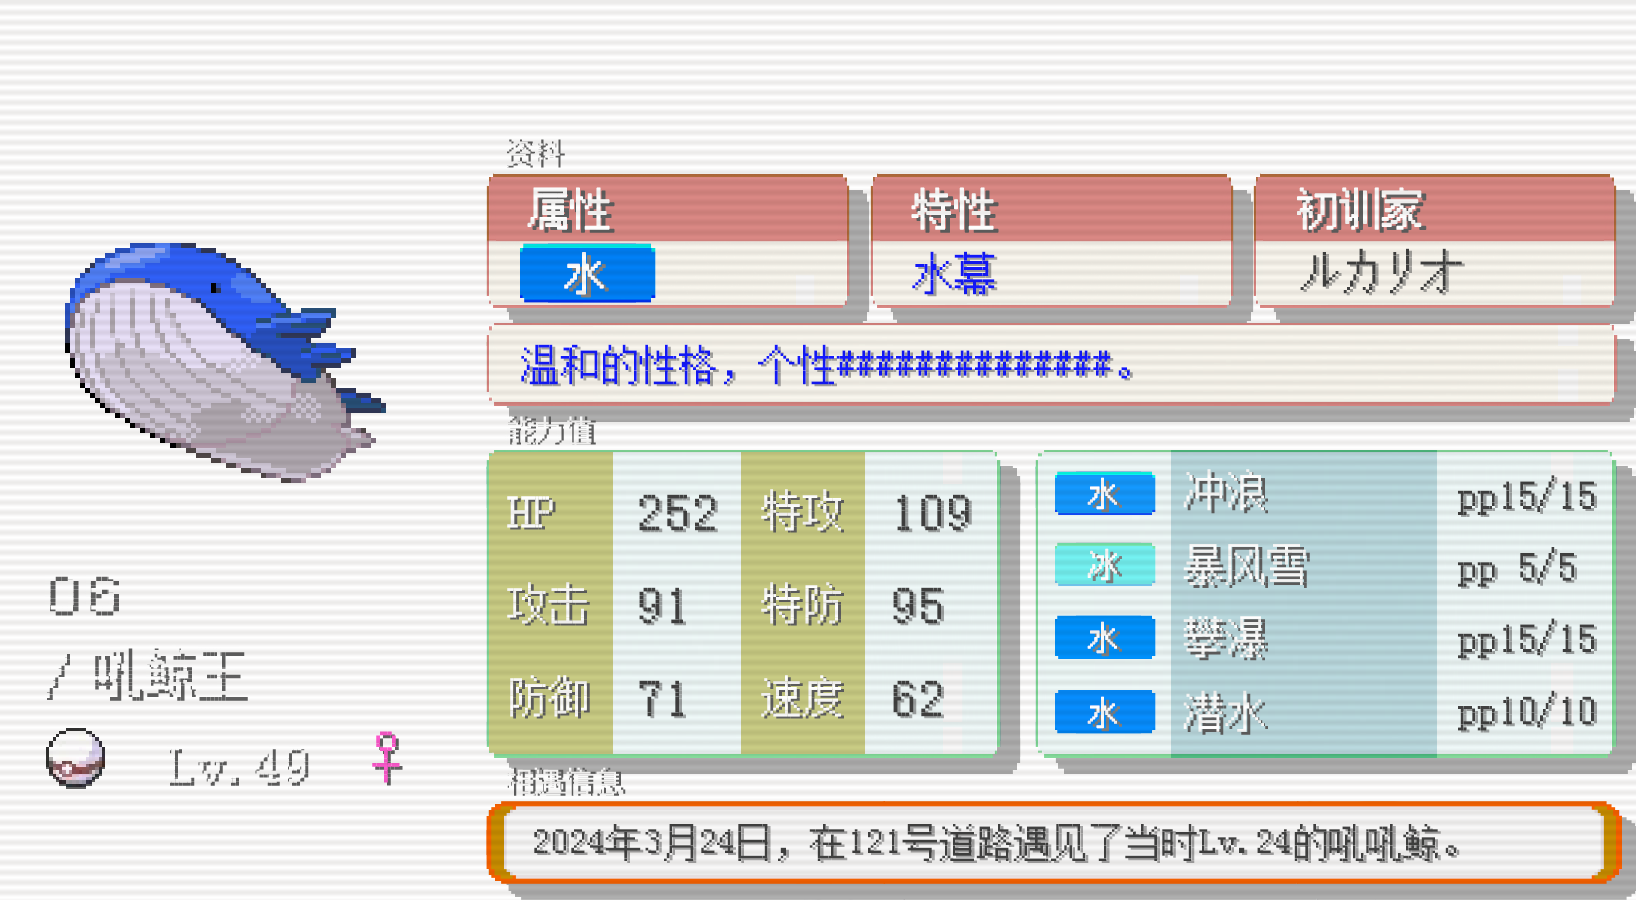 资料
属性 特性 初训家
水 水幕 ルカリオ
温和的性格，个性##############。
能力值
HP 252 特攻 109
攻击 91 特防 95
防御 71 速度 62
水 冲浪 pp15/15
冰 暴风雪 pp 5/5
水 攀瀑 pp15/15
水 潜水 pp10/10
06
/ 吼鲸王
Lv.49 ♀
相遇信息
2024年3月24日，在121号道路遇见了当时Lv.24的吼吼鲸。